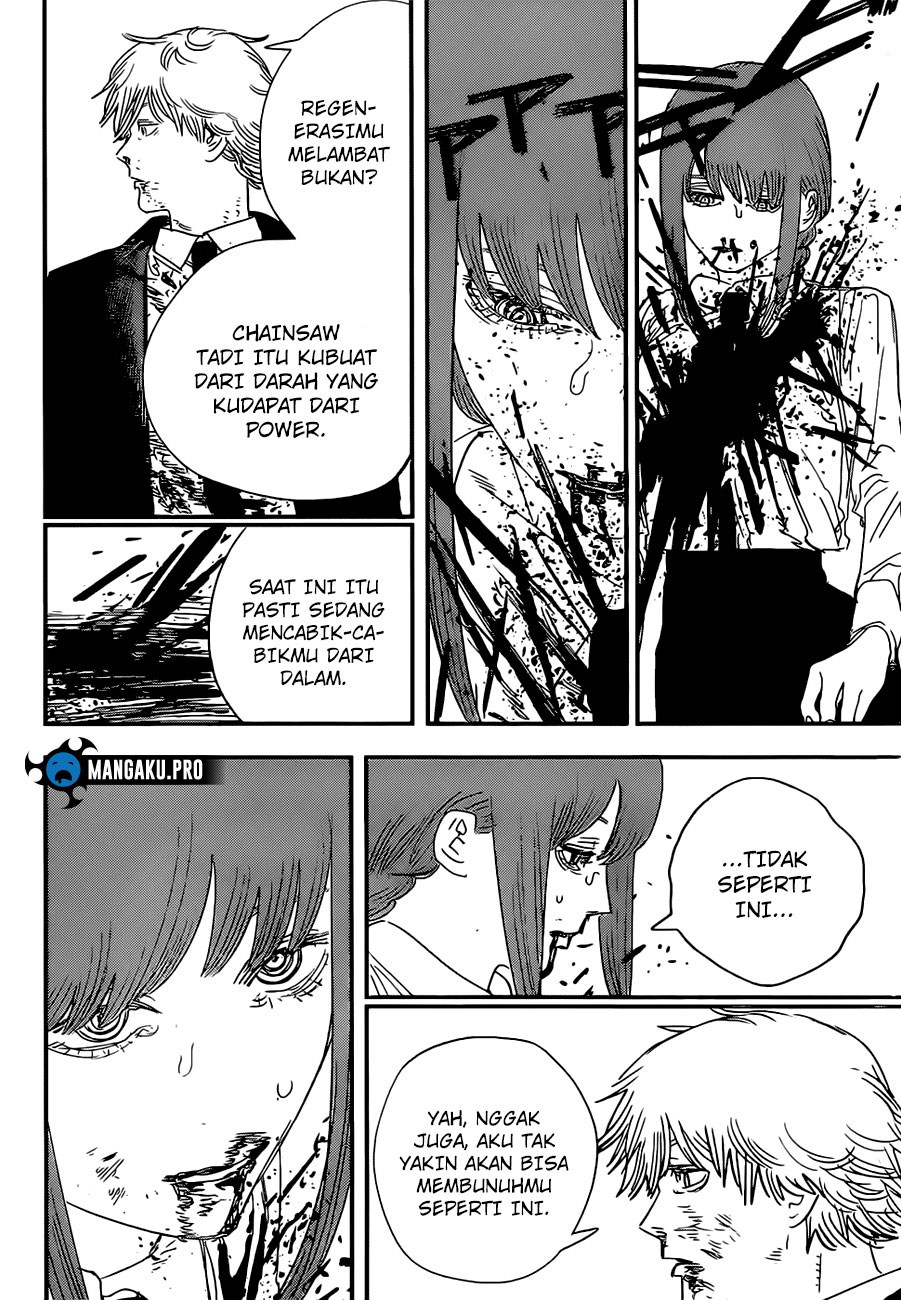 REGEN-
ERASIMU
MELAMBAT
BUKAN?
CHAINSAW
TADI ITU KUBUAT
DARI DARAH YANG
KUDAPAT DARI
POWER.
SAAT INI ITU
PASTI SEDANG
MENCABIK-CA-
BIKMU DARI
DALAM.
MANGAKU.PRO
...TIDAK
SEPERTI
INI...
YAH, NGGAK
JUGA, AKU TAK
YAKIN AKAN BISA
MEMBUNUHMU
SEPERTI INI.